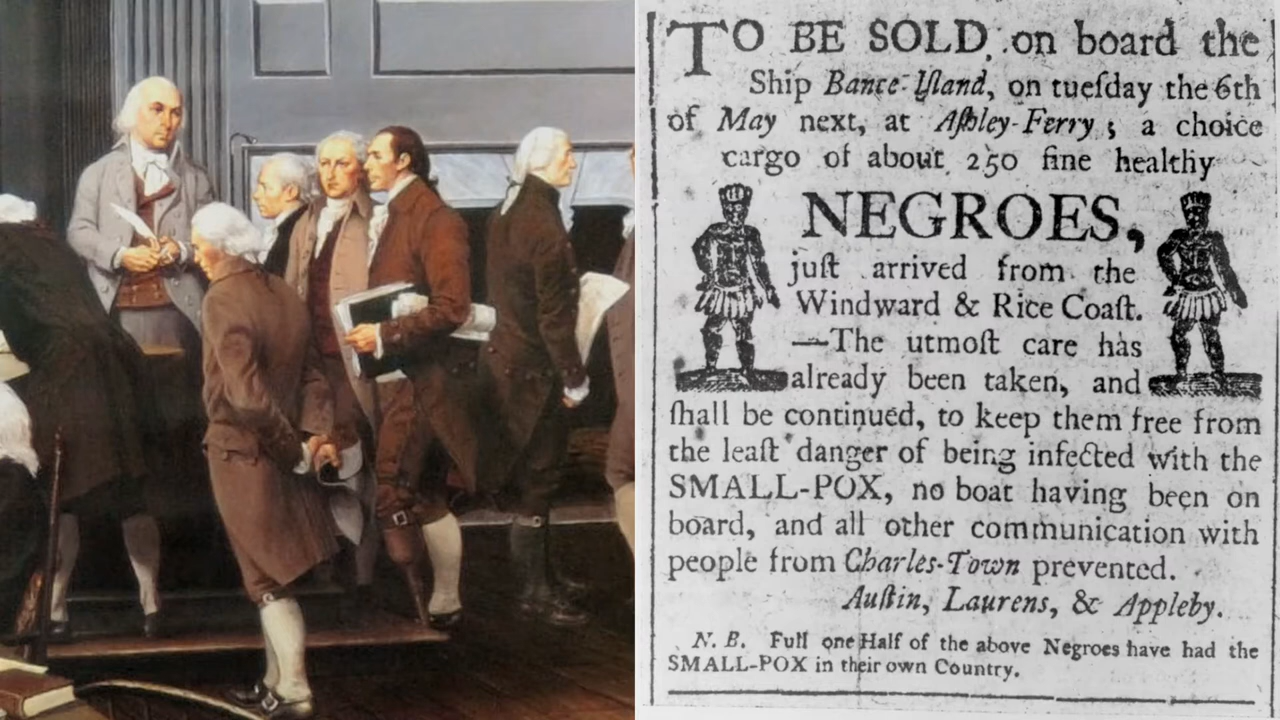 TO BE SOLD, on board the
Ship Bance-Iſland, on tueſday the 6th
of May next, at Aſhley-Ferry; a choice
cargo of about 250 fine healthy
NEGROES,
juſt arrived from the
Windward & Rice Coaſt.
—The utmoſt care has
already been taken, and
ſhall be continued, to keep them free from
the leaſt danger of being infected with the
SMALL-POX, no boat having been on
board, and all other communication with
people from Charles-Town prevented.
Auſtin, Laurens, & Appleby.
N. B. Full one Half of the above Negroes have had the
SMALL-POX in their own Country.